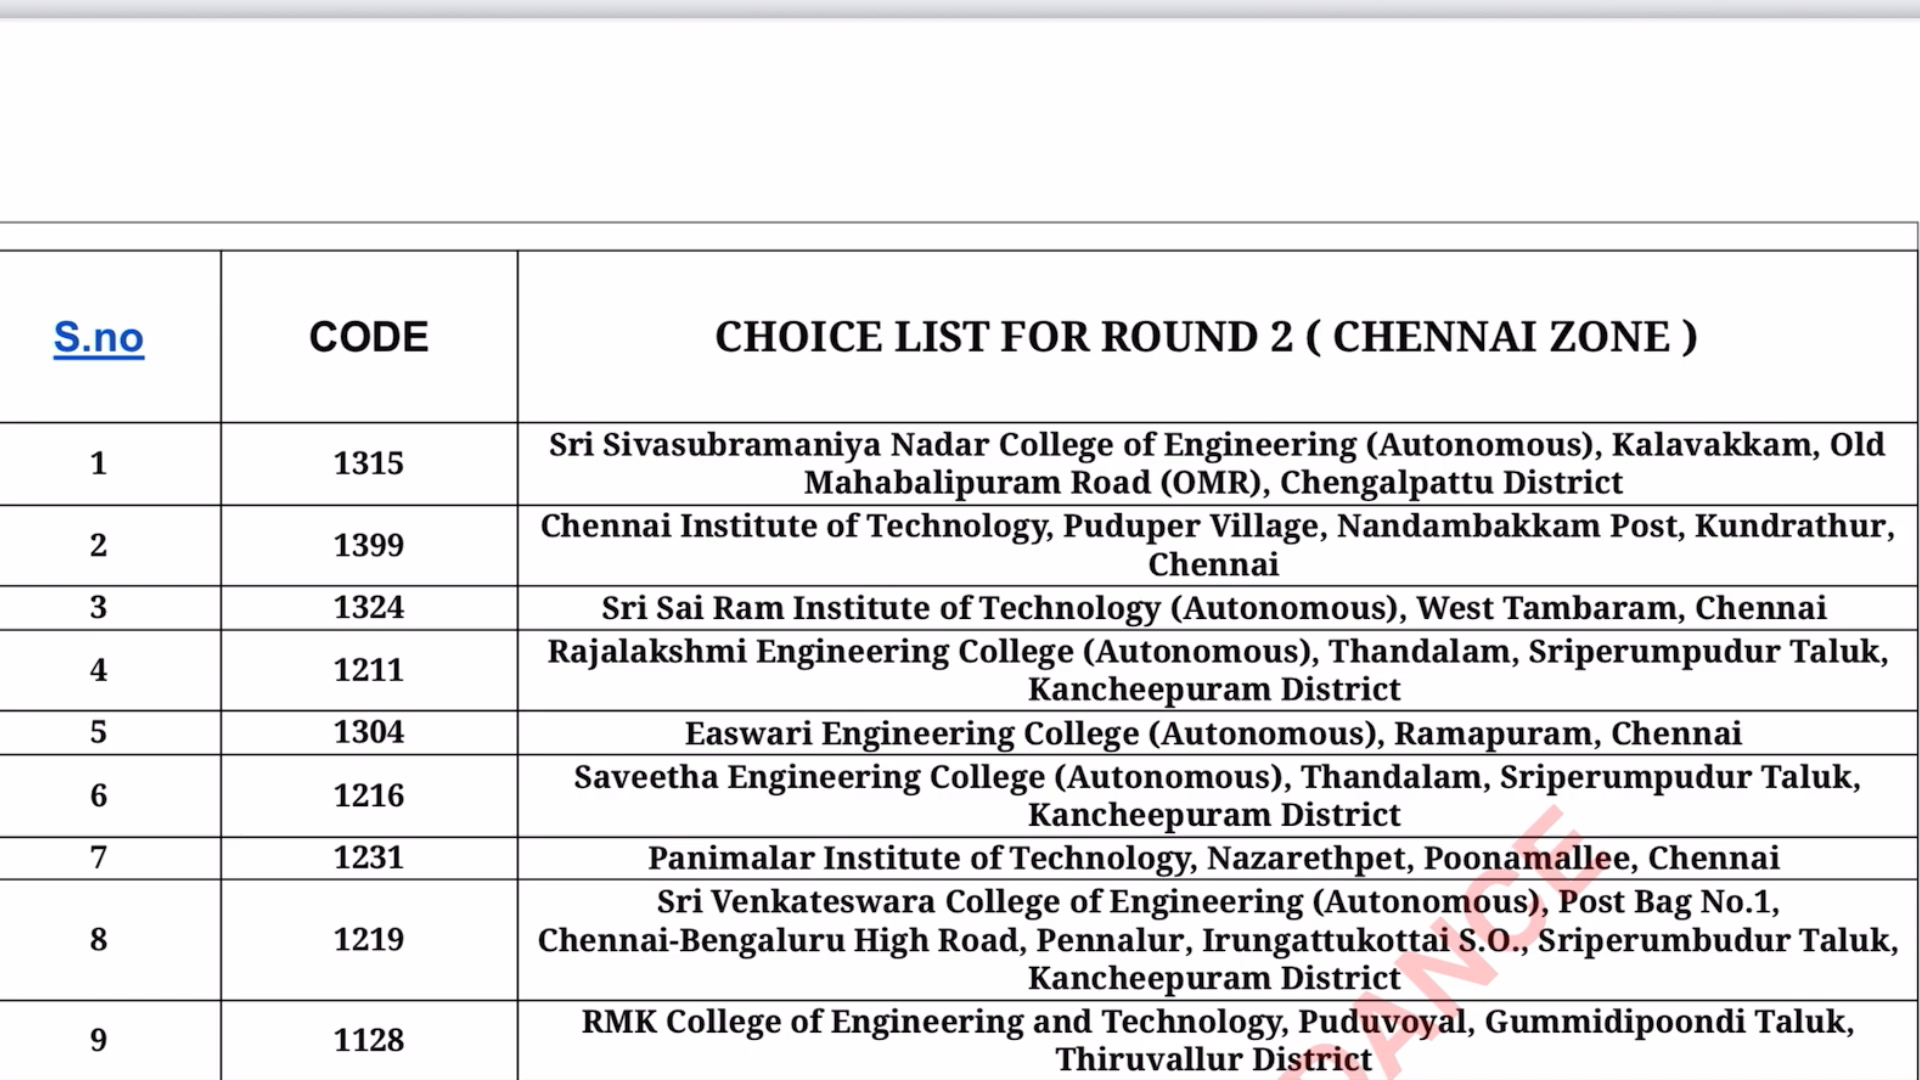 S.no CODE CHOICE LIST FOR ROUND 2 ( CHENNAI ZONE )
1 1315 Sri Sivasubramaniya Nadar College of Engineering (Autonomous), Kalavakkam, Old
Mahabalipuram Road (OMR), Chengalpattu District
2 1399 Chennai Institute of Technology, Puduper Village, Nandambakkam Post, Kundrathur,
Chennai
3 1324 Sri Sai Ram Institute of Technology (Autonomous), West Tambaram, Chennai
4 1211 Rajalakshmi Engineering College (Autonomous), Thandalam, Sriperumpudur Taluk,
Kancheepuram District
5 1304 Easwari Engineering College (Autonomous), Ramapuram, Chennai
6 1216 Saveetha Engineering College (Autonomous), Thandalam, Sriperumpudur Taluk,
Kancheepuram District
7 1231 Panimalar Institute of Technology, Nazarethpet, Poonamallee, Chennai
8 1219 Sri Venkateswara College of Engineering (Autonomous), Post Bag No.1,
Chennai-Bengaluru High Road, Pennalur, Irungattukottai S.O., Sriperumbudur Taluk,
Kancheepuram District
9 1128 RMK College of Engineering and Technology, Puduvoyal, Gummidipoondi Taluk,
Thiruvallur District